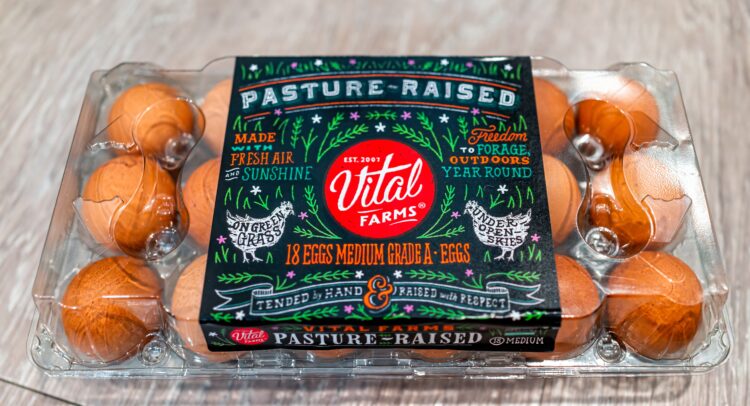 PASTURE-RAISED
MADE
WITH
FRESH AIR
AND SUNSHINE
EST. 2007
Vital
FARMS®
Freedom
TO FORAGE,
OUTDOORS
YEAR ROUND
ON GREEN
GRASS
UNDER
OPEN
SKIES
18 EGGS MEDIUM GRADE A • EGGS
TENDED by HAND & RAISED with RESPECT
VITAL FARMS
Vital
FARMS
PASTURE-RAISED
18 MEDIUM